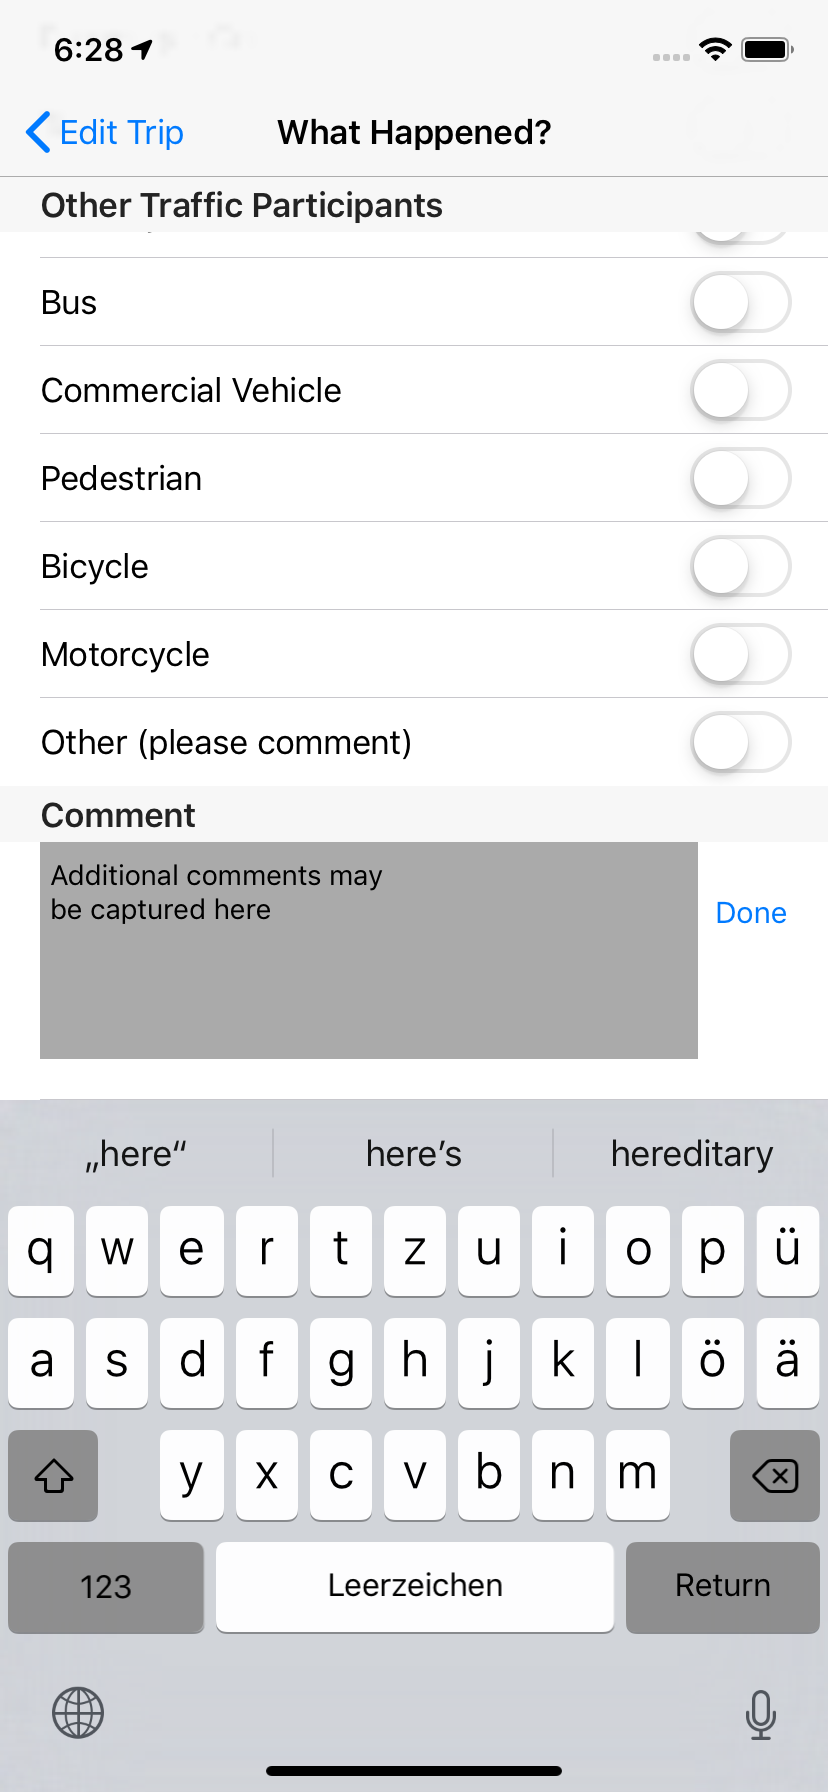 6:28
Edit Trip
What Happened?
Other Traffic Participants
Bus
Commercial Vehicle
Pedestrian
Bicycle
Motorcycle
Other (please comment)
Comment
Additional comments may
be captured here
Done
„here“ here’s hereditary
q w e r t z u i o p ü
a s d f g h j k l ö ä
y x c v b n m
123 Leerzeichen Return